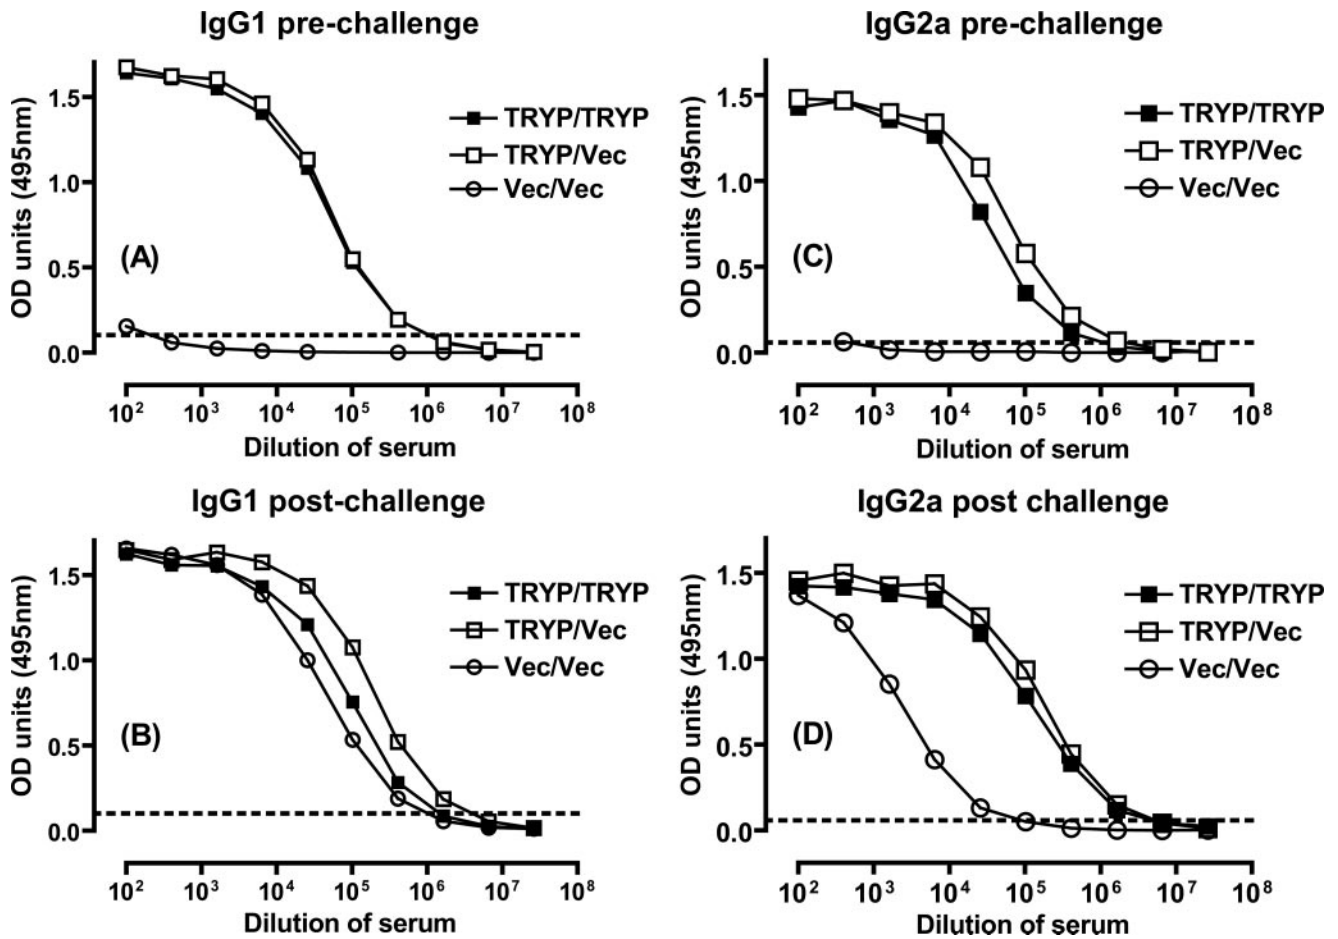 IgG1 pre-challenge
OD units (495nm)
1.5
1.0
0.5
0.0
TRYP/TRYP
TRYP/Vec
Vec/Vec
(A)
10² 10³ 10⁴ 10⁵ 10⁶ 10⁷ 10⁸
Dilution of serum
IgG2a pre-challenge
OD units (495nm)
1.5
1.0
0.5
0.0
TRYP/TRYP
TRYP/Vec
Vec/Vec
(C)
10² 10³ 10⁴ 10⁵ 10⁶ 10⁷ 10⁸
Dilution of serum
IgG1 post-challenge
OD units (495nm)
1.5
1.0
0.5
0.0
TRYP/TRYP
TRYP/Vec
Vec/Vec
(B)
10² 10³ 10⁴ 10⁵ 10⁶ 10⁷ 10⁸
Dilution of serum
IgG2a post challenge
OD units (495nm)
1.5
1.0
0.5
0.0
TRYP/TRYP
TRYP/Vec
Vec/Vec
(D)
10² 10³ 10⁴ 10⁵ 10⁶ 10⁷ 10⁸
Dilution of serum